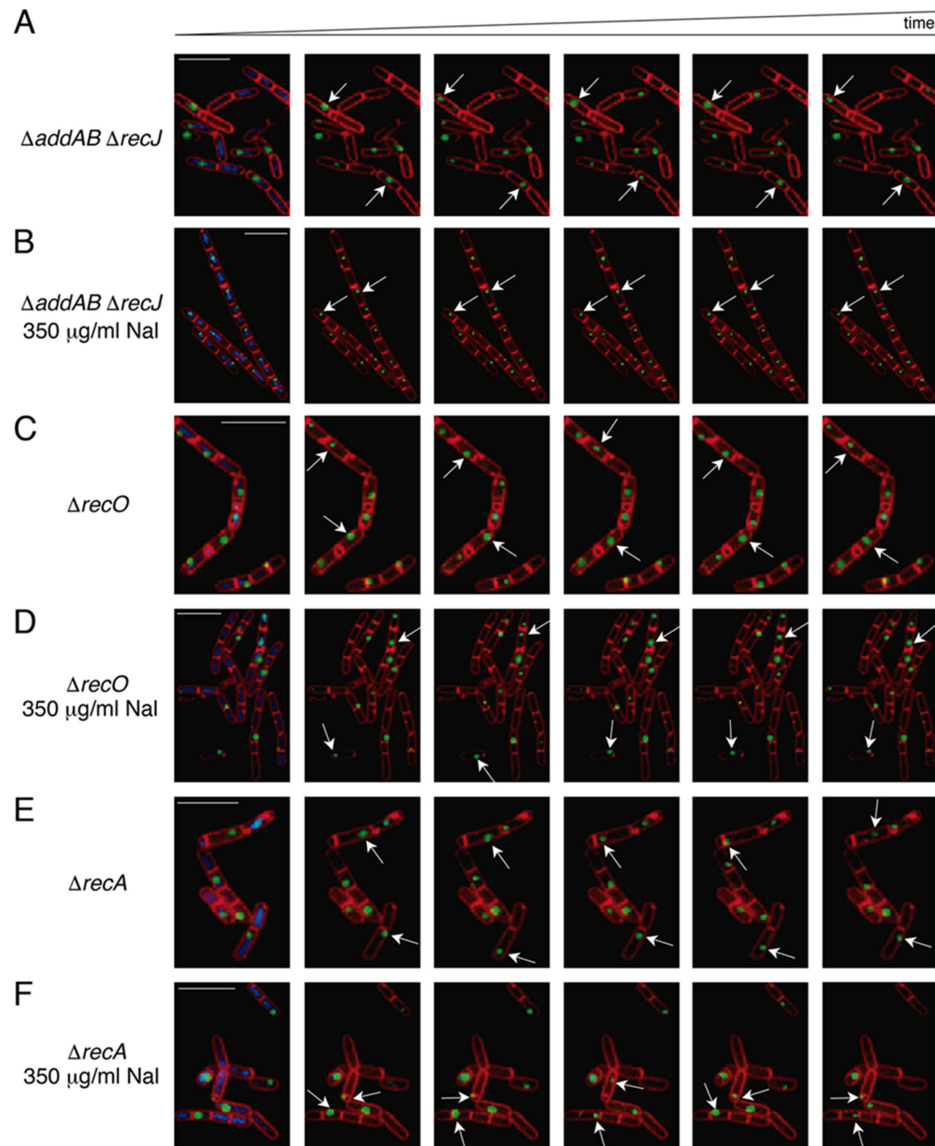 A
time
ΔaddAB ΔrecJ
B
ΔaddAB ΔrecJ
350 μg/ml Nal
C
ΔrecO
D
ΔrecO
350 μg/ml Nal
E
ΔrecA
F
ΔrecA
350 μg/ml Nal